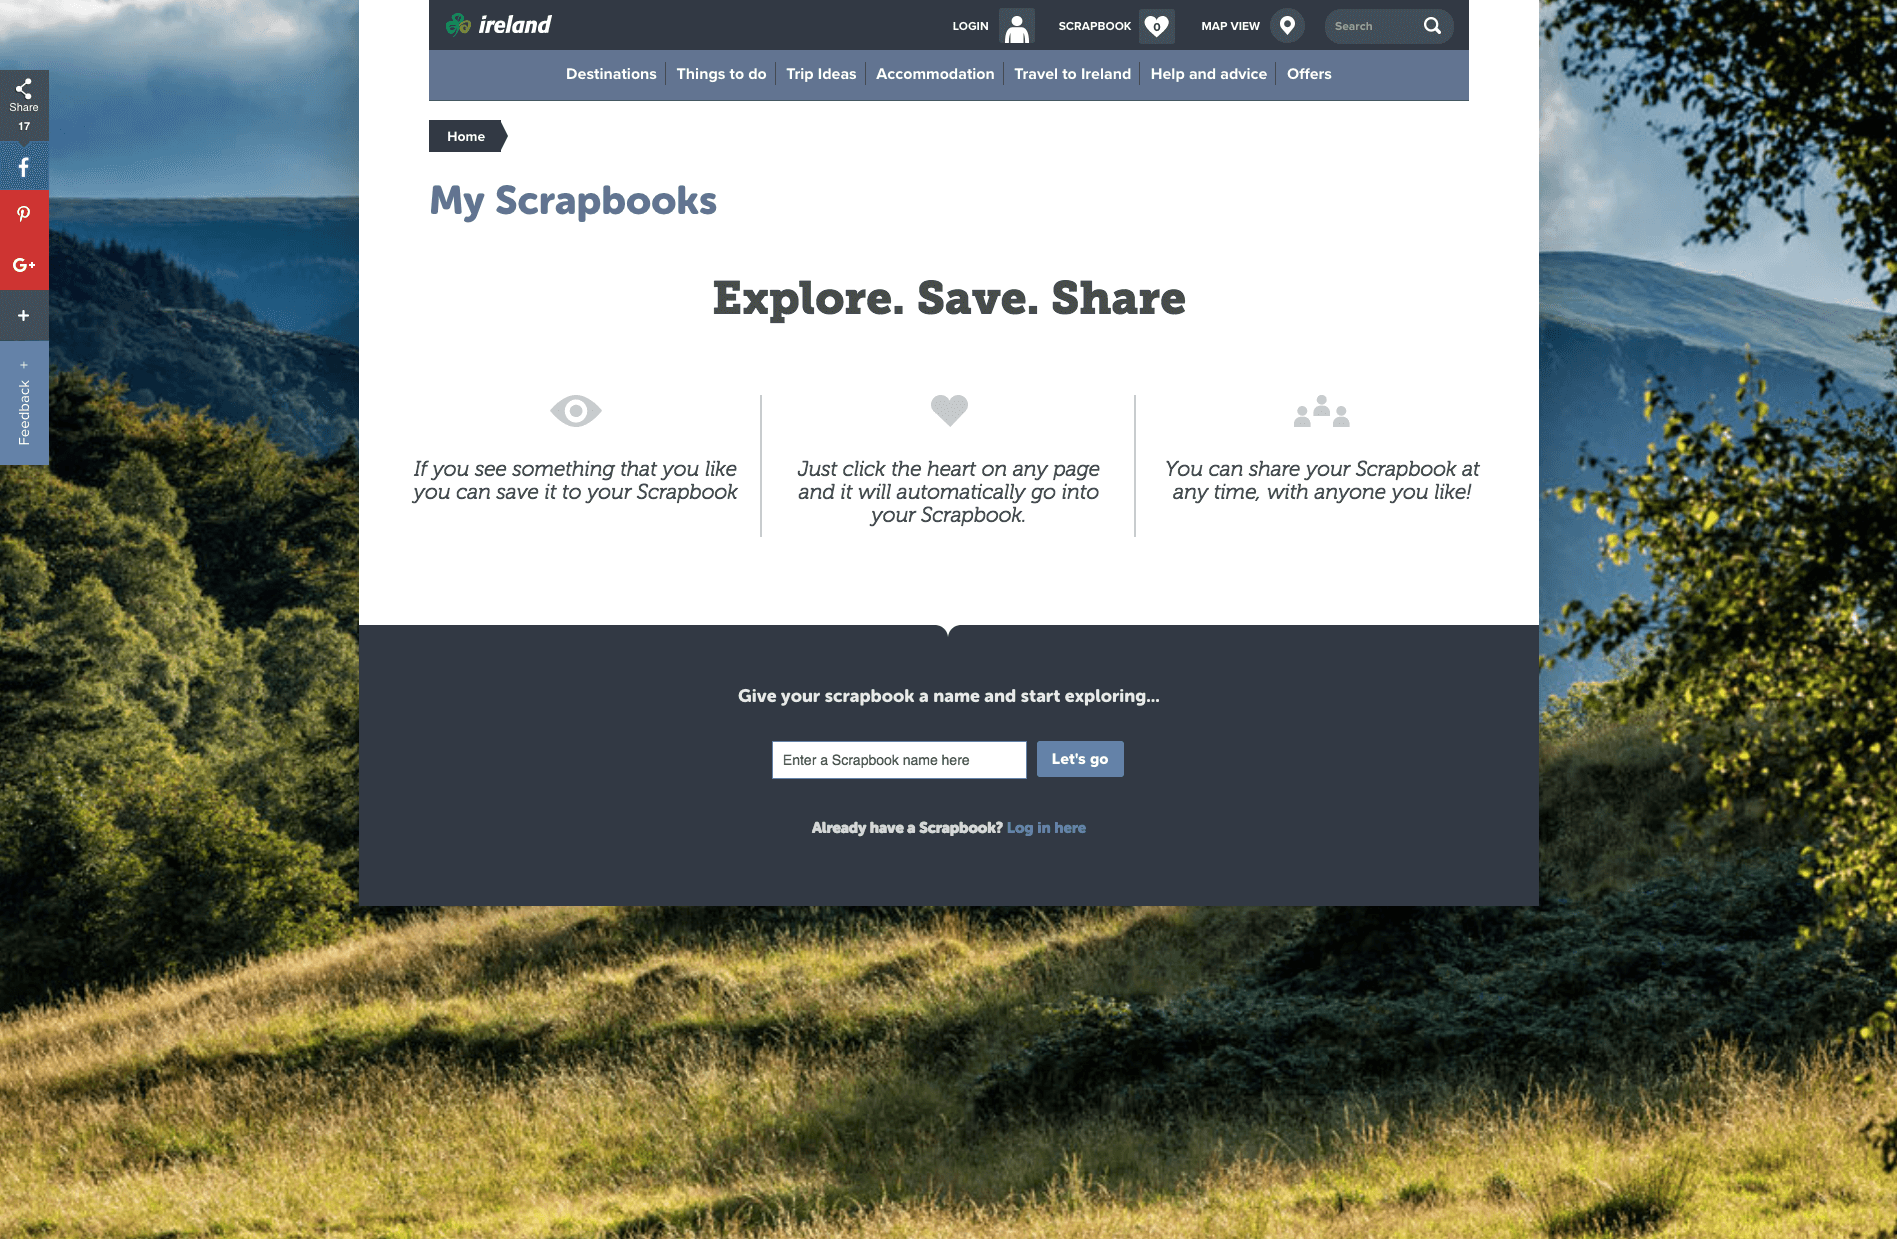 ireland
LOGIN
SCRAPBOOK
0
MAP VIEW
Search
Destinations
Things to do
Trip Ideas
Accommodation
Travel to Ireland
Help and advice
Offers
Share
17
G+
+
+
Feedback
Home
My Scrapbooks
Explore. Save. Share
If you see something that you like
you can save it to your Scrapbook
Just click the heart on any page
and it will automatically go into
your Scrapbook.
You can share your Scrapbook at
any time, with anyone you like!
Give your scrapbook a name and start exploring...
Enter a Scrapbook name here
Let's go
Already have a Scrapbook? Log in here